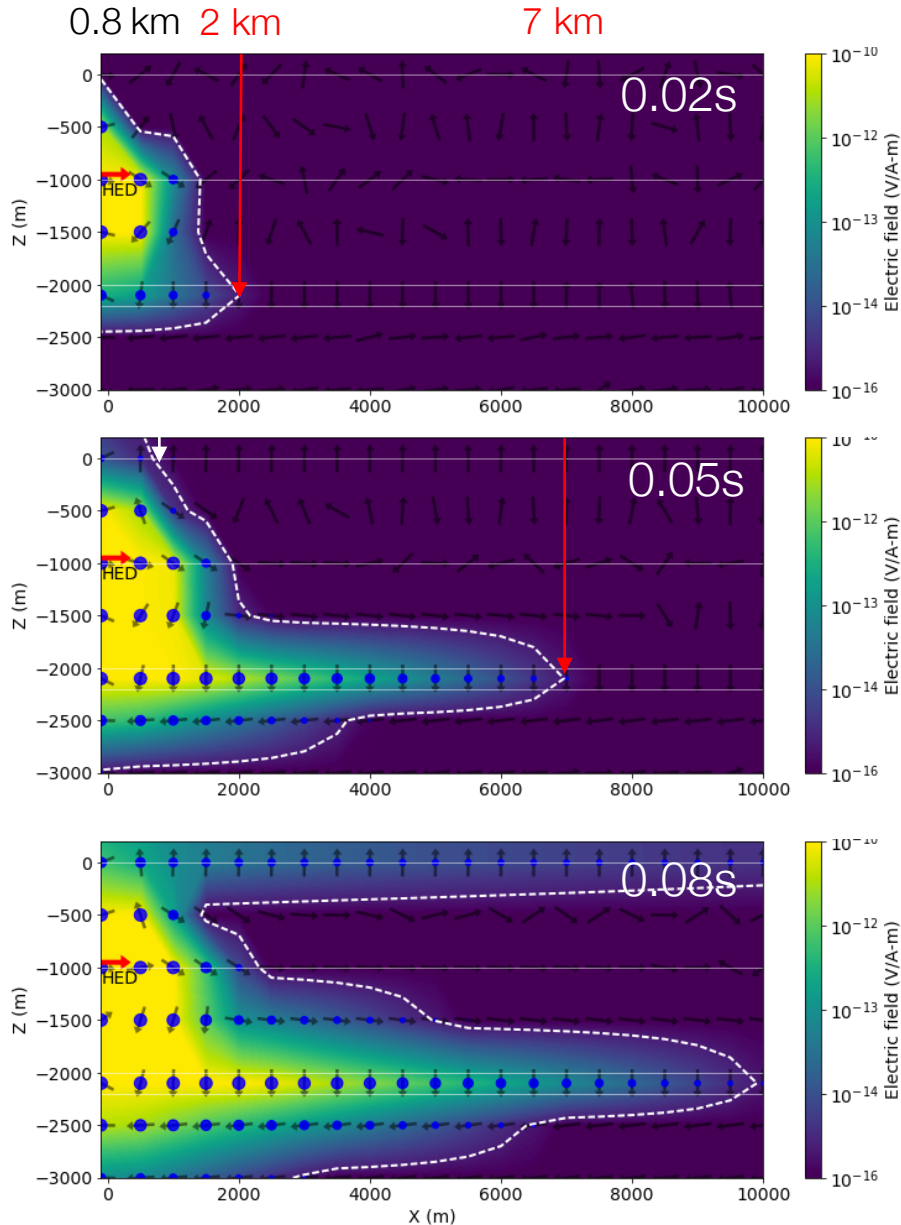 0.8 km 2 km 7 km
0.02s
HED
Z (m)
0
−500
−1000
−1500
−2000
−2500
−3000
0 2000 4000 6000 8000 10000
10⁻¹⁰
10⁻¹²
10⁻¹³
10⁻¹⁴
10⁻¹⁶
Electric field (V/A-m)
0.05s
HED
Z (m)
0
−500
−1000
−1500
−2000
−2500
−3000
0 2000 4000 6000 8000 10000
10⁻¹²
10⁻¹³
10⁻¹⁴
10⁻¹⁶
Electric field (V/A-m)
0.08s
HED
Z (m)
0
−500
−1000
−1500
−2000
−2500
−3000
0 2000 4000 6000 8000 10000
X (m)
10⁻¹⁰
10⁻¹²
10⁻¹³
10⁻¹⁴
10⁻¹⁶
Electric field (V/A-m)